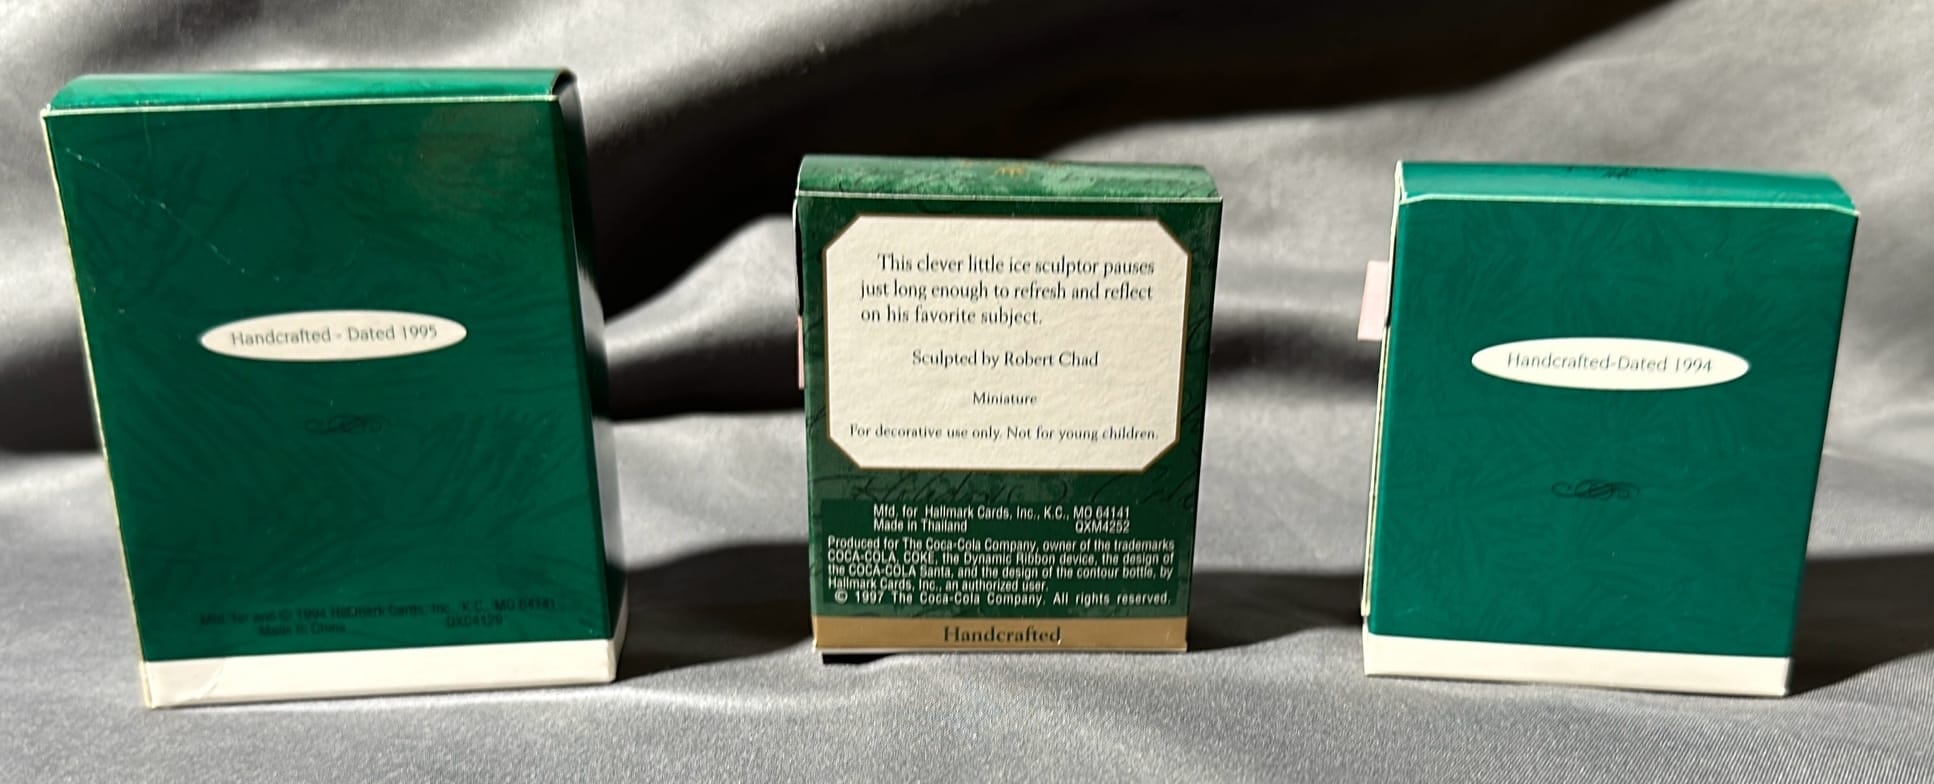 Handcrafted - Dated 1995
Mfd. for and © 1994 Hallmark Cards, Inc., K.C., MO 64141
Made in China
This clever little ice sculptor pauses
just long enough to refresh and reflect
on his favorite subject.
Sculpted by Robert Chad
Miniature
For decorative use only. Not for young children.
Mfd. for Hallmark Cards, Inc., K.C., MO 64141
Made in Thailand QXM4252
Produced for The Coca-Cola Company, owner of the trademarks
COCA-COLA, COKE, the Dynamic Ribbon device, the design of
the COCA-COLA Santa, and the design of the contour bottle, by
Hallmark Cards, Inc., an authorized user.
© 1997 The Coca-Cola Company. All rights reserved.
Handcrafted
Handcrafted-Dated 1994